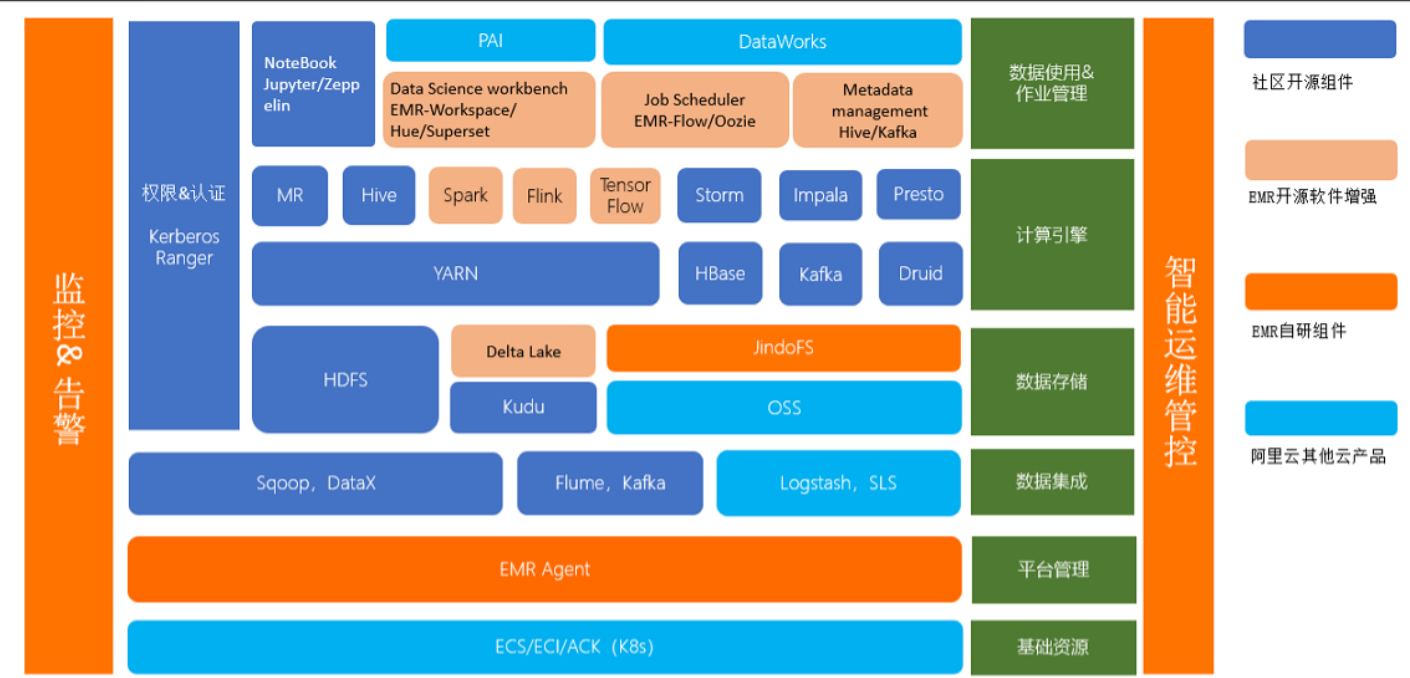 监控&告警
权限&认证
Kerberos
Ranger
NoteBook
Jupyter/Zepp
elin
PAI
DataWorks
Data Science workbench
EMR-Workspace/
Hue/Superset
Job Scheduler
EMR-Flow/Oozie
Metadata
management
Hive/Kafka
数据使用&
作业管理
MR
Hive
Spark
Flink
Tensor
Flow
Storm
Impala
Presto
YARN
HBase
Kafka
Druid
计算引擎
HDFS
Delta Lake
Kudu
JindoFS
OSS
数据存储
Sqoop，DataX
Flume，Kafka
Logstash，SLS
数据集成
EMR Agent
平台管理
ECS/ECI/ACK（K8s）
基础资源
智能运维管控
社区开源组件
EMR开源软件增强
EMR自研组件
阿里云其他云产品